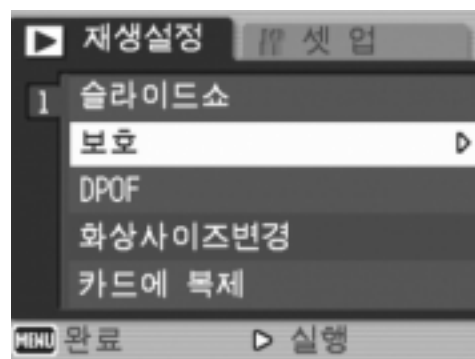 재생설정 셋 업
1 슬라이드쇼
보호
DPOF
화상사이즈변경
카드에 복제
MENU 완료 실행